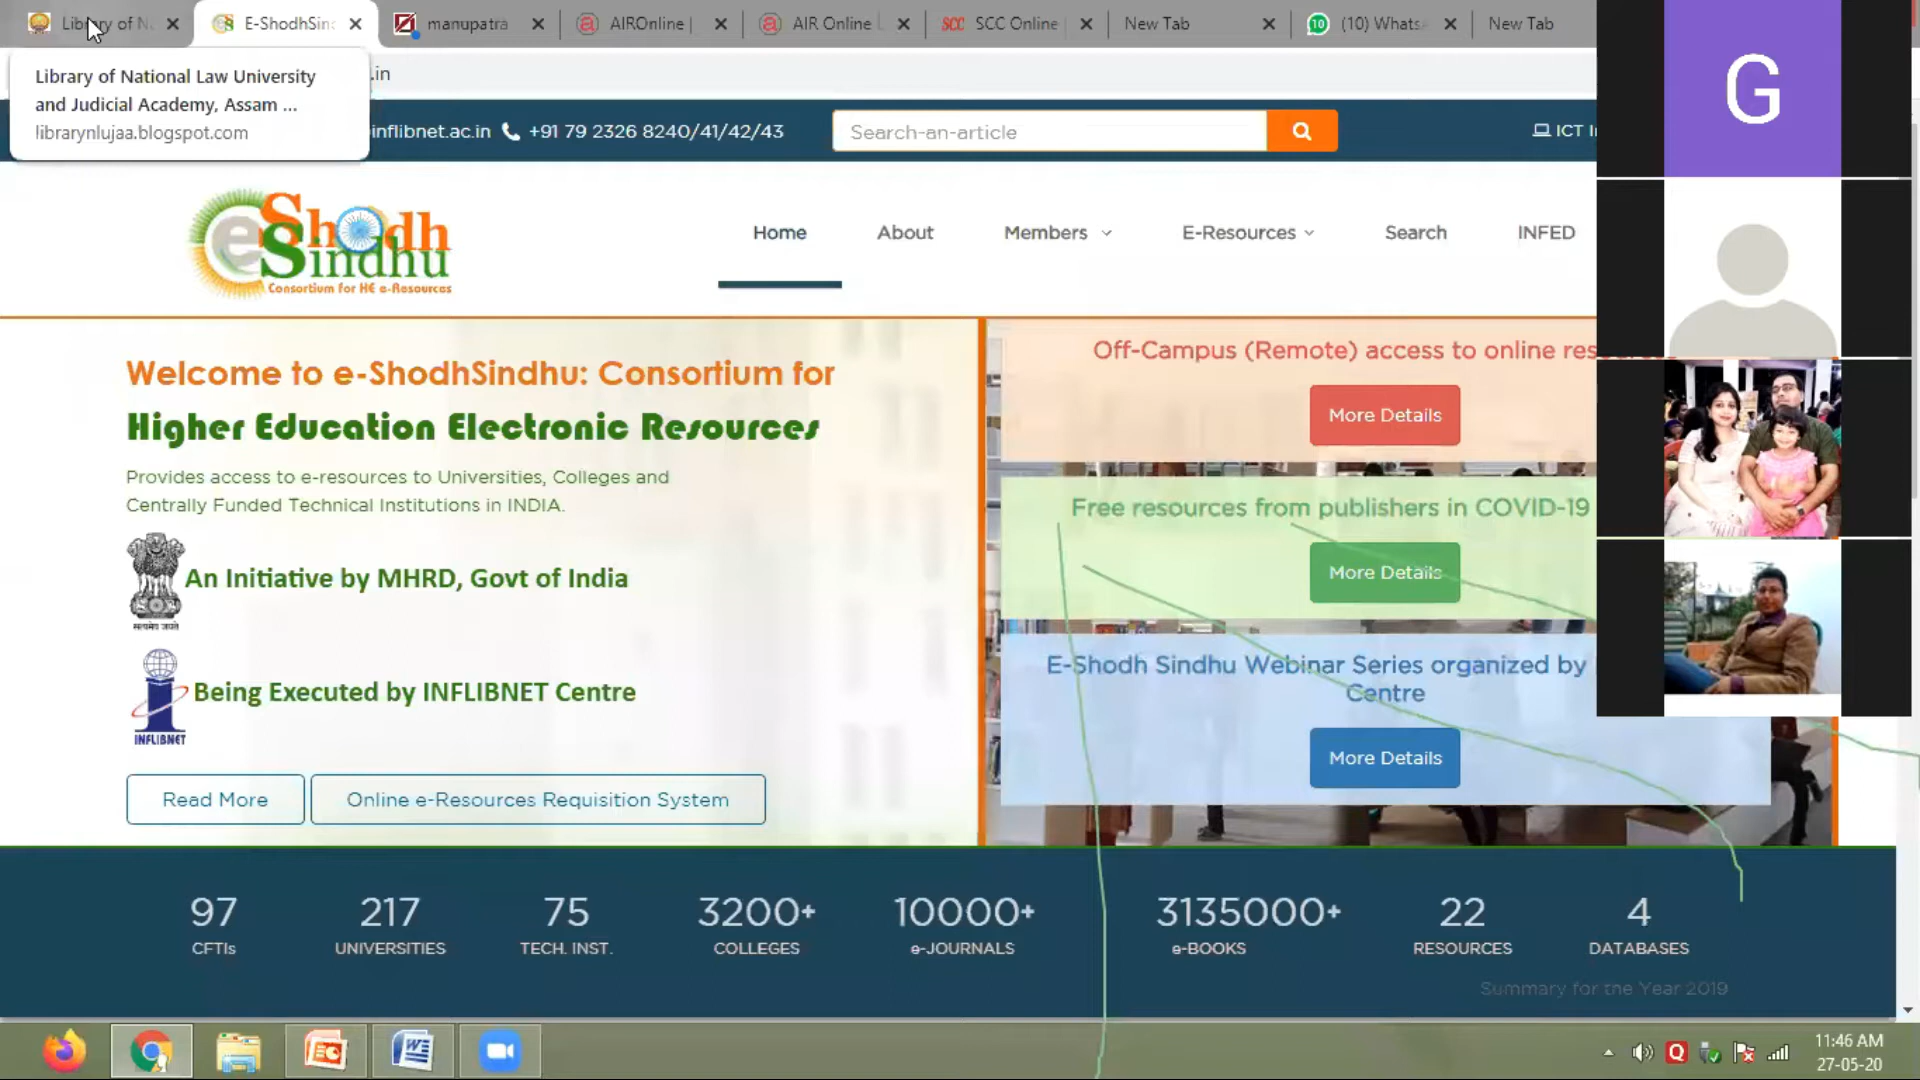 Library of N
E-ShodhSin
manupatra
AIROnline |
AIR Online
SCC Online
New Tab
10
(10) Whats
New Tab
Library of National Law University
and Judicial Academy, Assam ...
librarynlujaa.blogspot.com
.in
inflibnet.ac.in
+91 79 2326 8240/41/42/43
Search-an-article
ICT I
eShodh
Sindhu
Consortium for HE e-Resources
Home
About
Members
E-Resources
Search
INFED
Welcome to e-ShodhSindhu: Consortium for
Higher Education Electronic Resources
Provides access to e-resources to Universities, Colleges and
Centrally Funded Technical Institutions in INDIA.
सत्यमेव जयते
An Initiative by MHRD, Govt of India
INFLIBNET
Being Executed by INFLIBNET Centre
Read More
Online e-Resources Requisition System
Off-Campus (Remote) access to online res
More Details
Free resources from publishers in COVID-19
More Details
E-Shodh Sindhu Webinar Series organized by
Centre
More Details
G
97
CFTIs
217
UNIVERSITIES
75
TECH. INST.
3200+
COLLEGES
10000+
e-JOURNALS
3135000+
e-BOOKS
22
RESOURCES
4
DATABASES
Summary for the Year 2019
11:46 AM
27-05-20